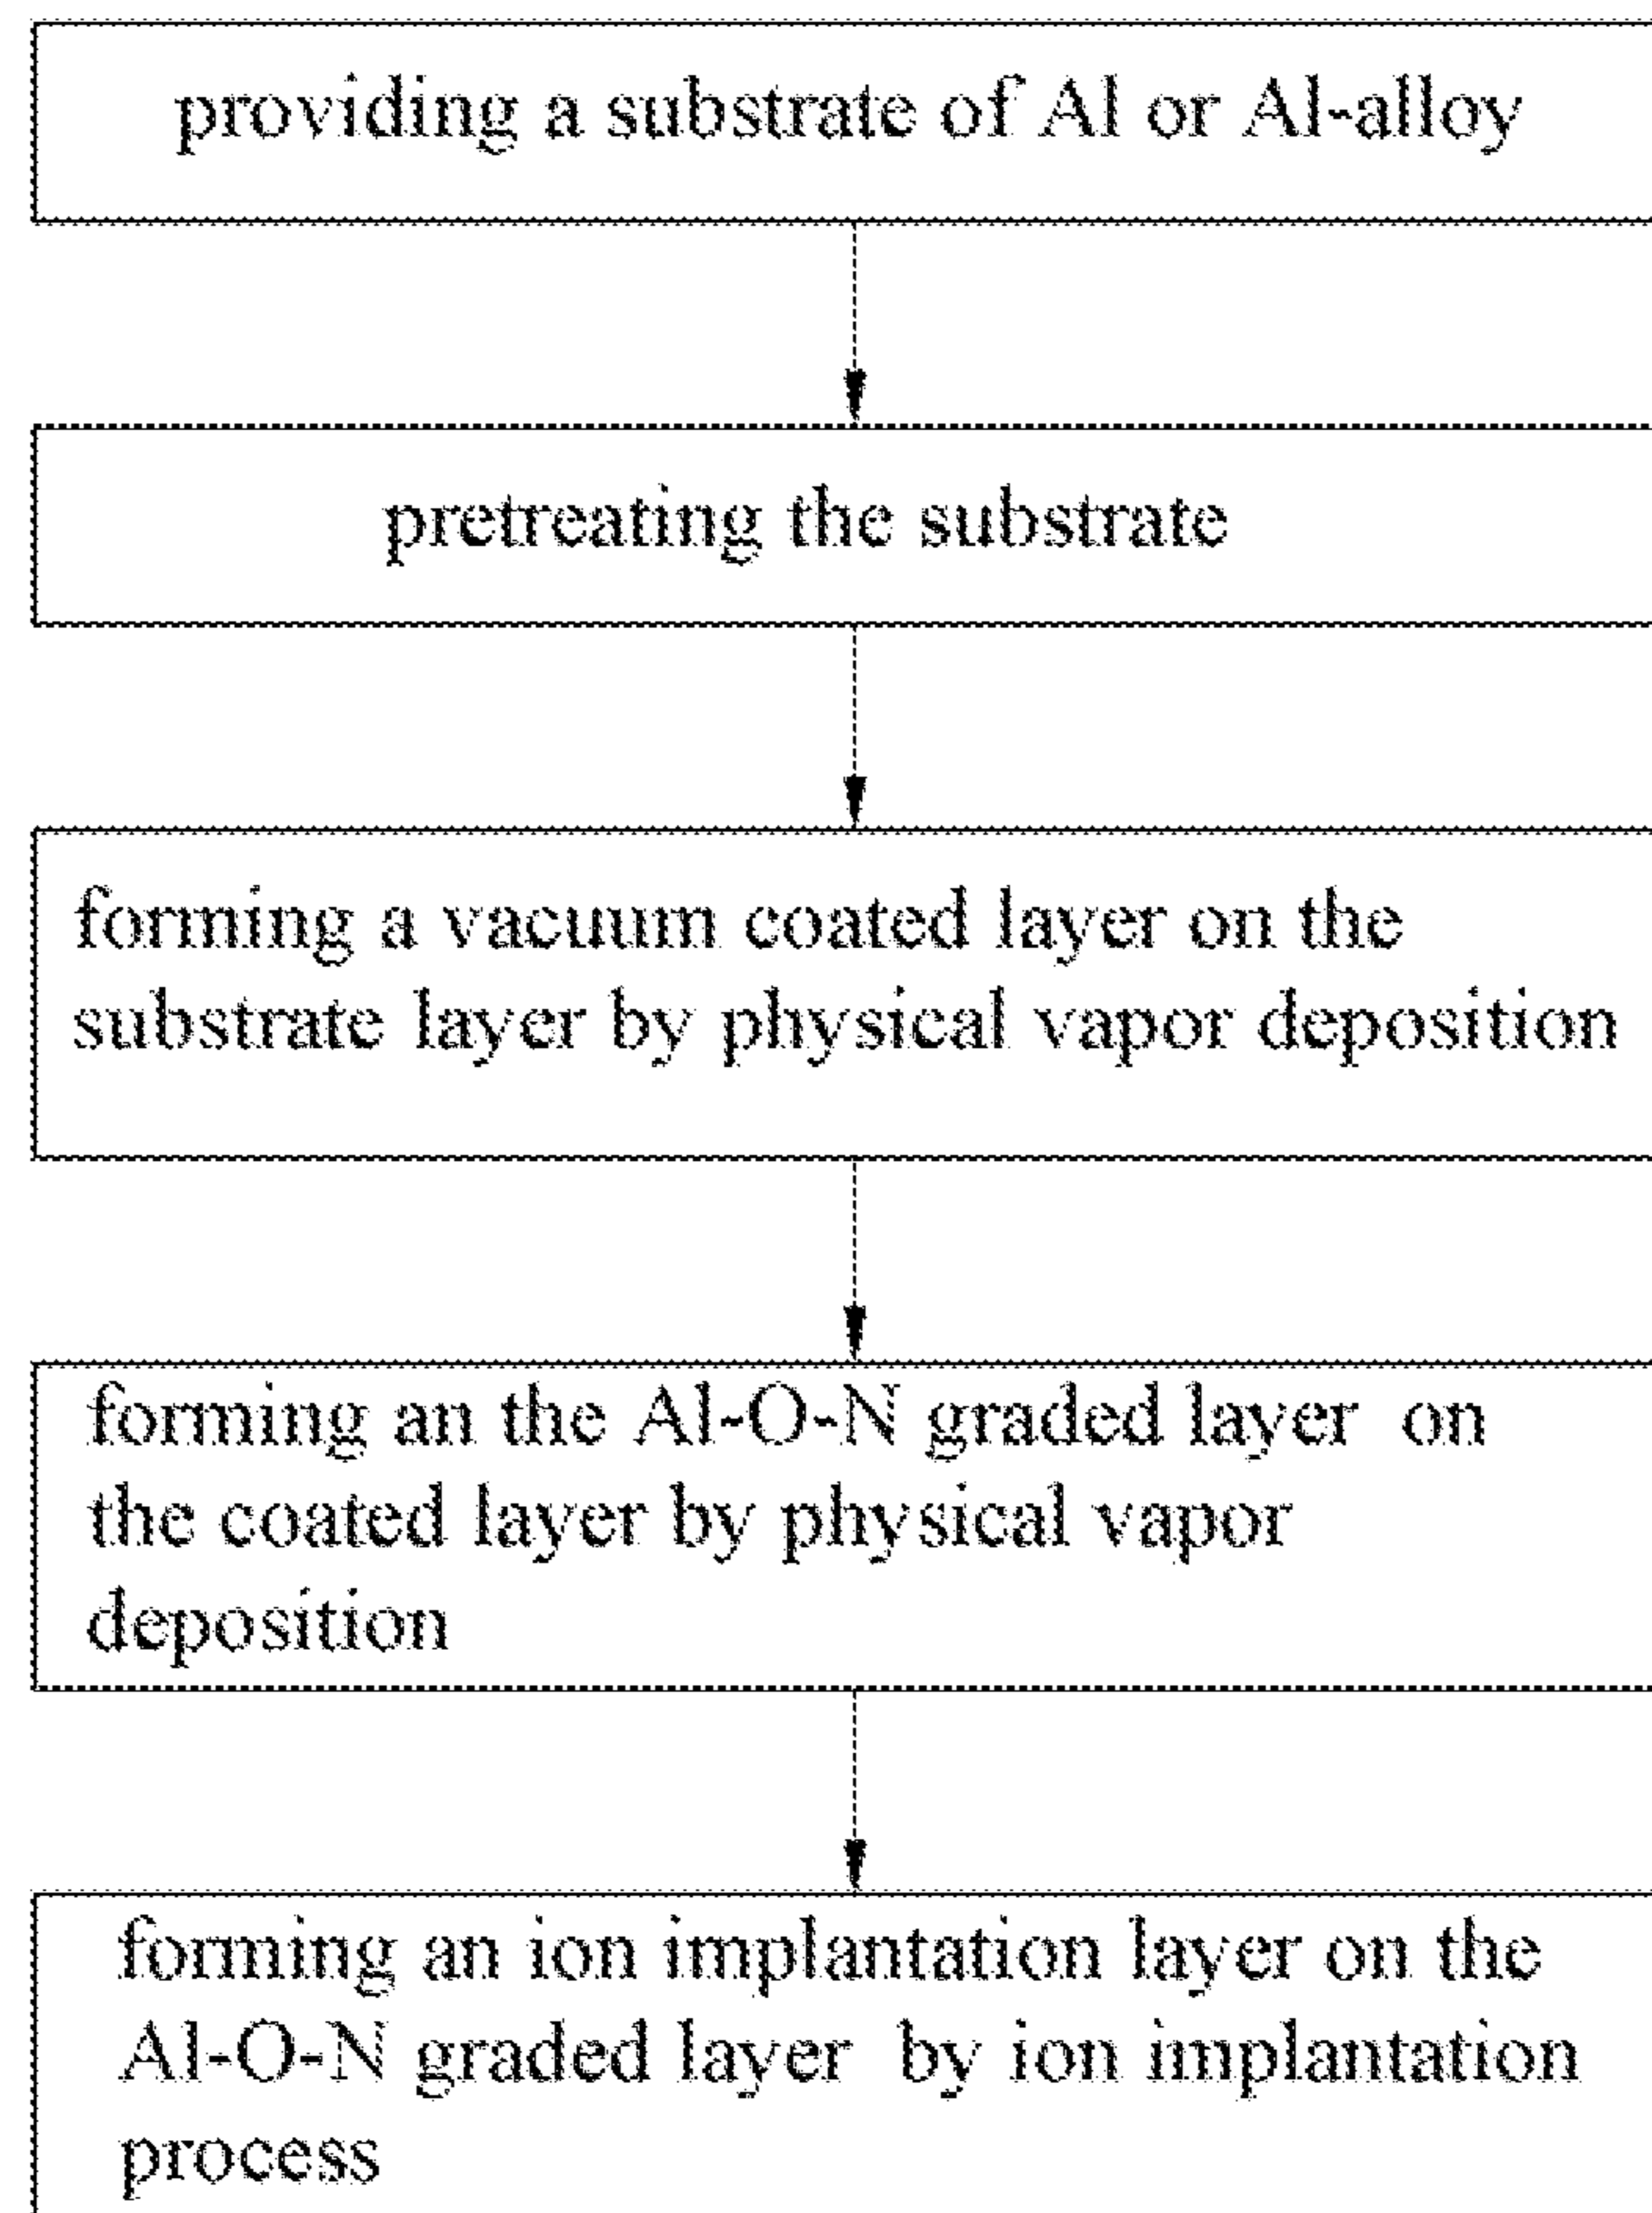 providing a substrate of Al or Al-alloy
pretreating the substrate
forming a vacuum coated layer on the
substrate layer by physical vapor deposition
forming an the Al-O-N graded layer on
the coated layer by physical vapor
deposition
forming an ion implantation layer on the
Al-O-N graded layer by ion implantation
process